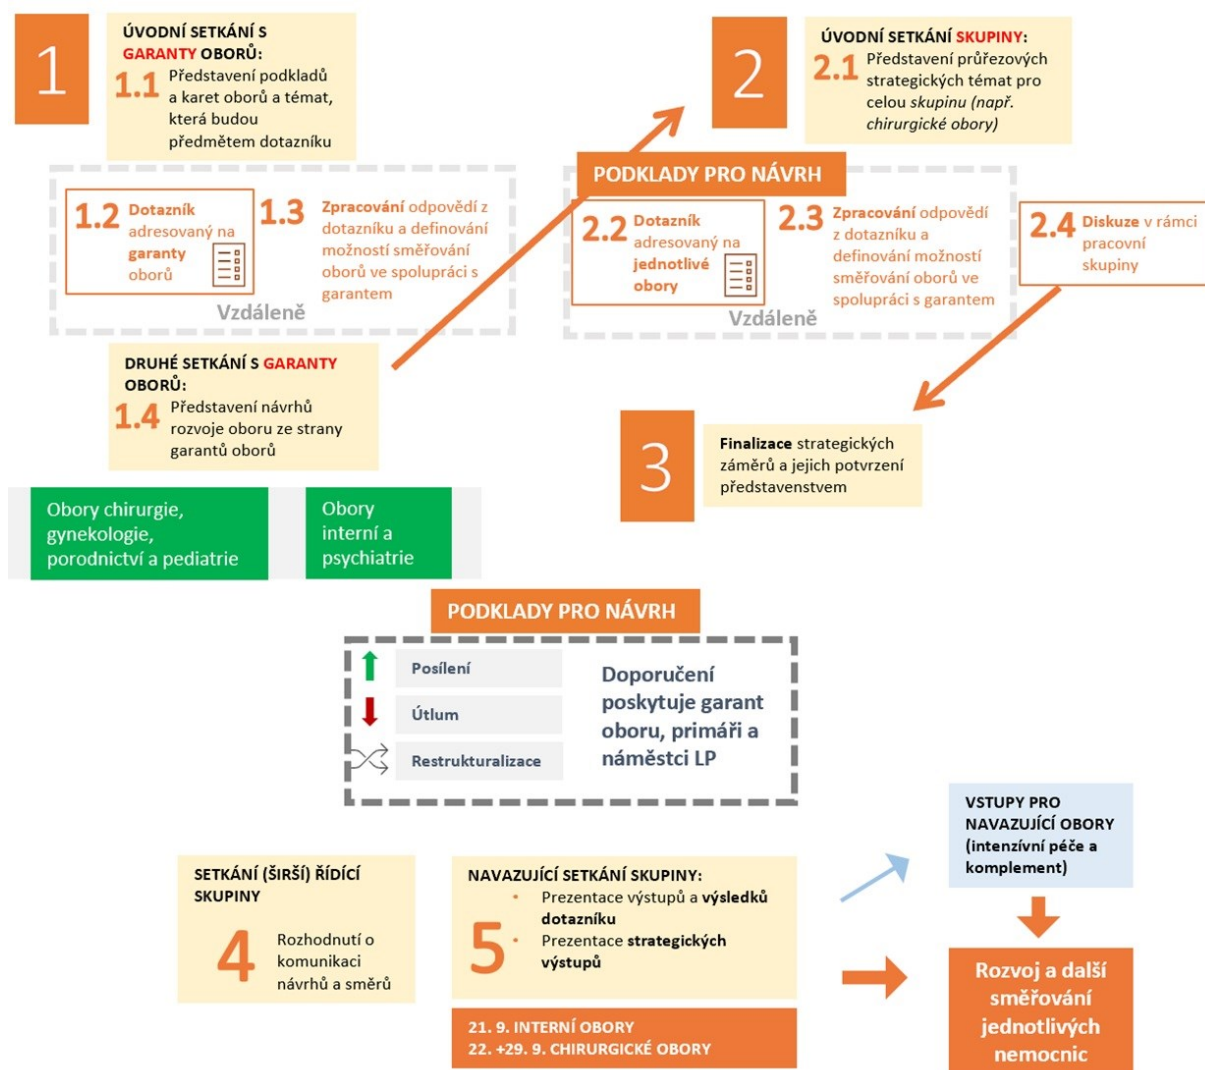 1
ÚVODNÍ SETKÁNÍ S
GARANTY OBORŮ:
1.1
Představení podkladů
a karet oborů a témat,
která budou
předmětem dotazníku
1.2
Dotazník
adresovaný na
garanty
oborů
1.3
Zpracování odpovědí z
dotazníku a definování
možností směřování
oborů ve spolupráci s
garantem
Vzdáleně
DRUHÉ SETKÁNÍ S GARANTY
OBORŮ:
1.4
Představení návrhů
rozvoje oboru ze strany
garantů oborů
2
ÚVODNÍ SETKÁNÍ SKUPINY:
2.1
Představení průřezových
strategických témat pro
celou skupinu (např.
chirurgické obory)
PODKLADY PRO NÁVRH
2.2
Dotazník
adresovaný na
jednotlivé
obory
2.3
Zpracování odpovědí
z dotazníku a
definování možností
směřování oborů ve
spolupráci s garantem
Vzdáleně
2.4
Diskuze v rámci
pracovní
skupiny
3
Finalizace strategických
záměrů a jejich potvrzení
představenstvem
Obory chirurgie,
gynekologie,
porodnictví a pediatrie
Obory
interní a
psychiatrie
PODKLADY PRO NÁVRH
Posílení
Útlum
Restrukturalizace
Doporučení
poskytuje garant
oboru, primáři a
náměstci LP
SETKÁNÍ (ŠIRŠÍ) ŘÍDÍCÍ
SKUPINY
4
Rozhodnutí o
komunikaci
návrhů a směrů
NAVAZUJÍCÍ SETKÁNÍ SKUPINY:
5
• Prezentace výstupů a výsledků
dotazníku
• Prezentace strategických
výstupů
21. 9. INTERNÍ OBORY
22. +29. 9. CHIRURGICKÉ OBORY
VSTUPY PRO
NAVAZUJÍCÍ OBORY
(intenzívní péče a
komplement)
Rozvoj a další
směřování
jednotlivých
nemocnic